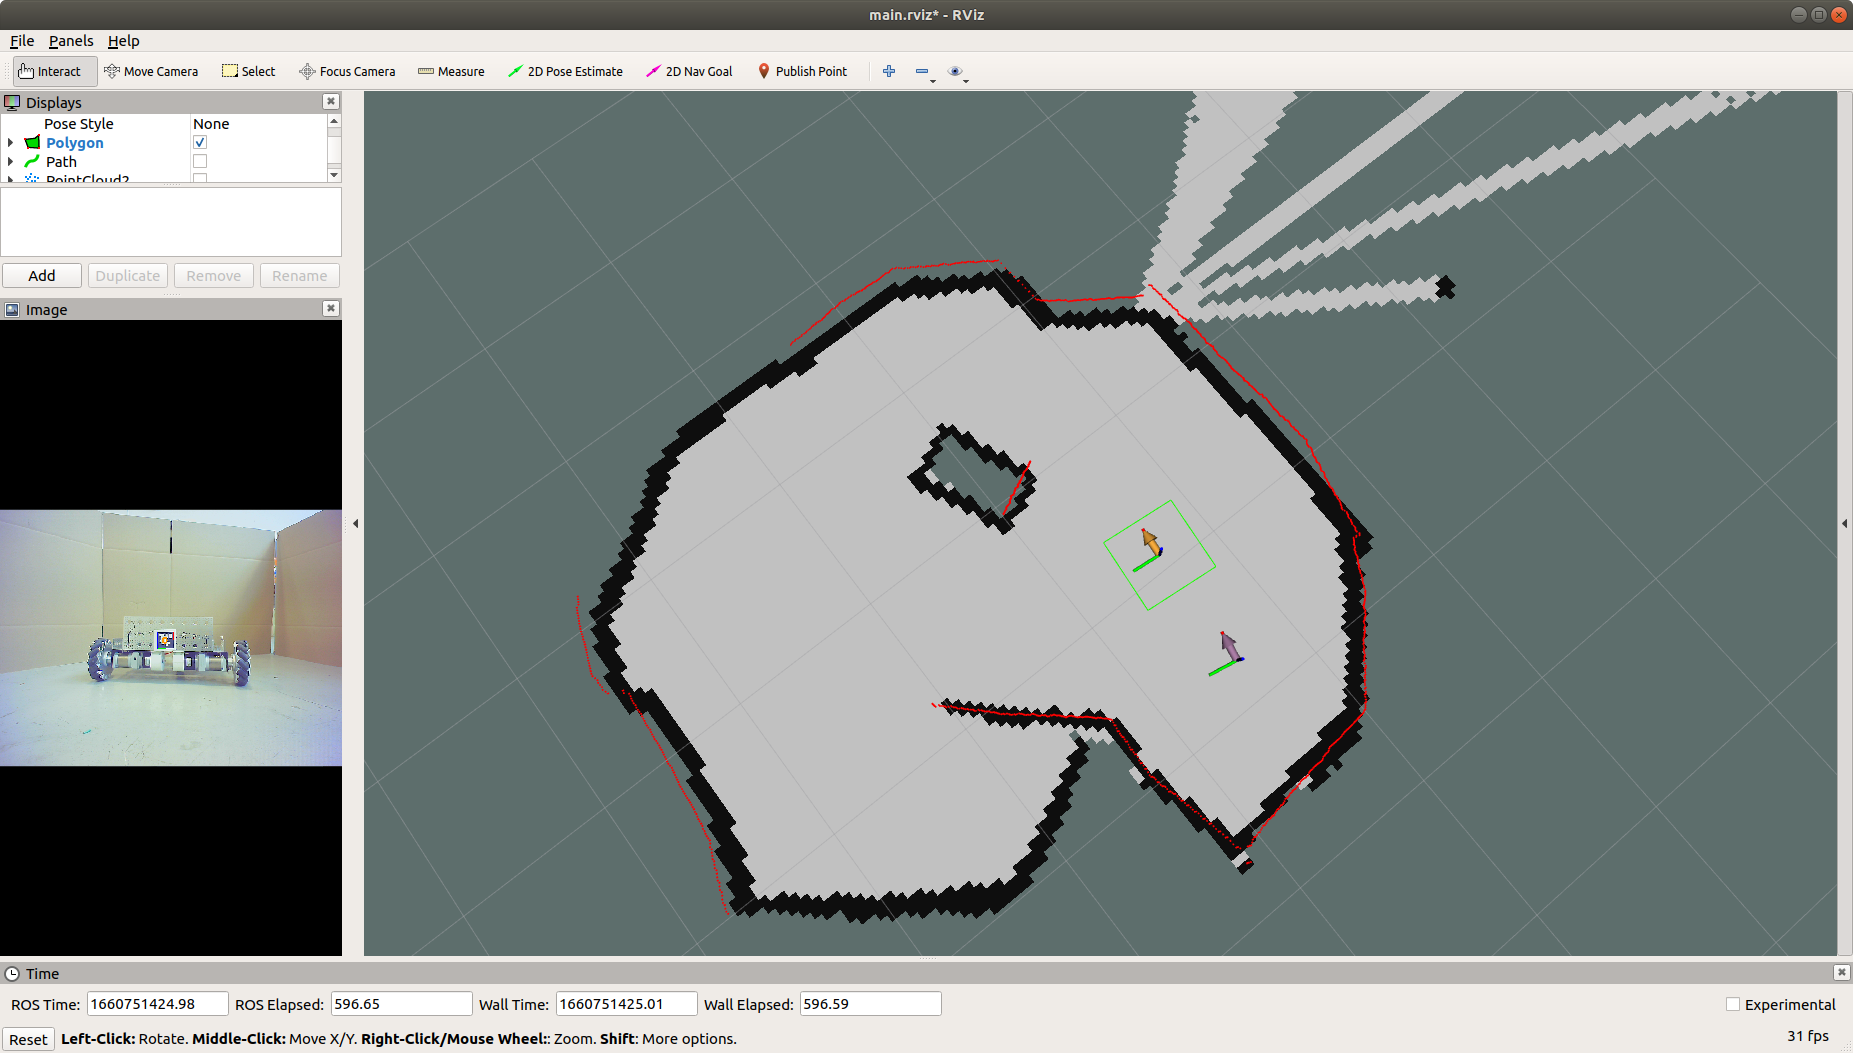 main.rviz* - RViz
File Panels Help
Interact Move Camera Select Focus Camera Measure 2D Pose Estimate 2D Nav Goal Publish Point
Displays
Pose Style None
Polygon
Path
PointCloud2
Add Duplicate Remove Rename
Image
Time
ROS Time: 1660751424.98 ROS Elapsed: 596.65 Wall Time: 1660751425.01 Wall Elapsed: 596.59 Experimental
Reset Left-Click: Rotate. Middle-Click: Move X/Y. Right-Click/Mouse Wheel:: Zoom. Shift: More options. 31 fps